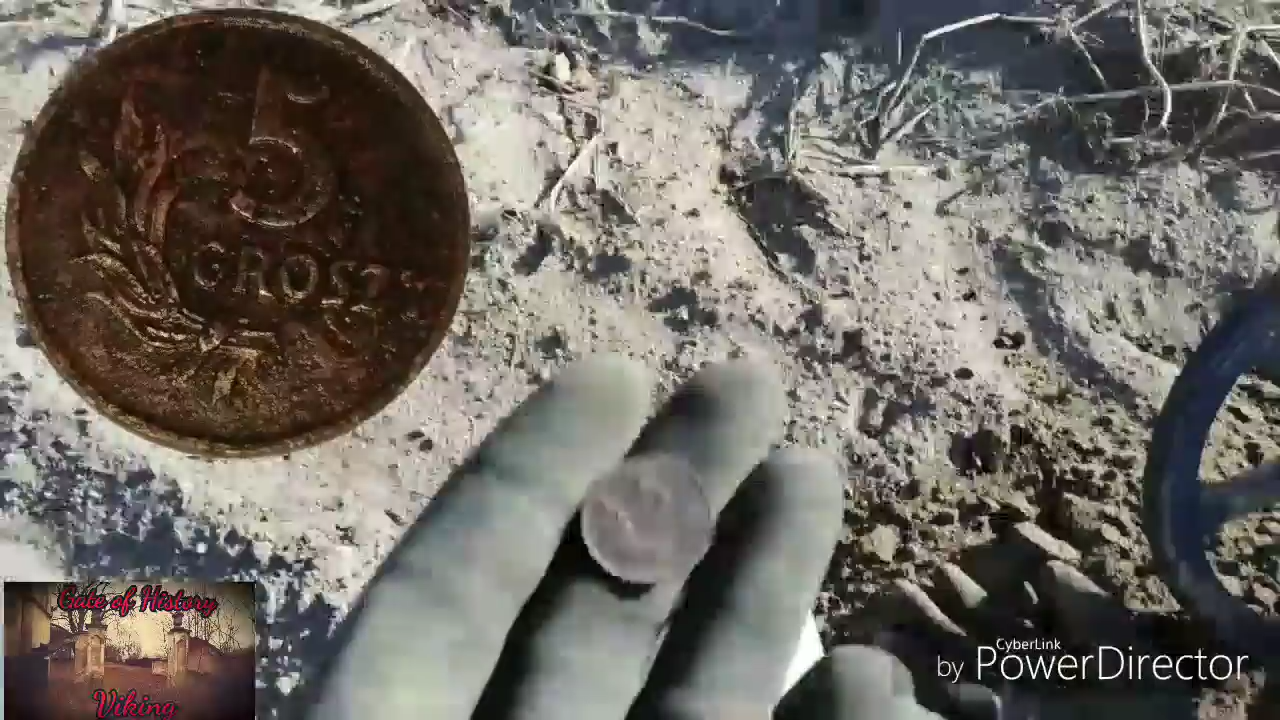 5
GROSZY
Gate of History
Viking
CyberLink
by PowerDirector